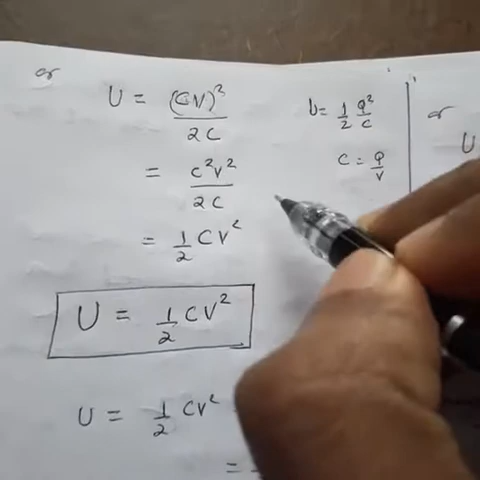 or
U = (CV)²/2C
= C²V²/2C
= 1/2 CV²
U = 1/2 CV²
U = 1/2 CV²
=
U = 1/2 Q²/C
C = Q/V
or
U